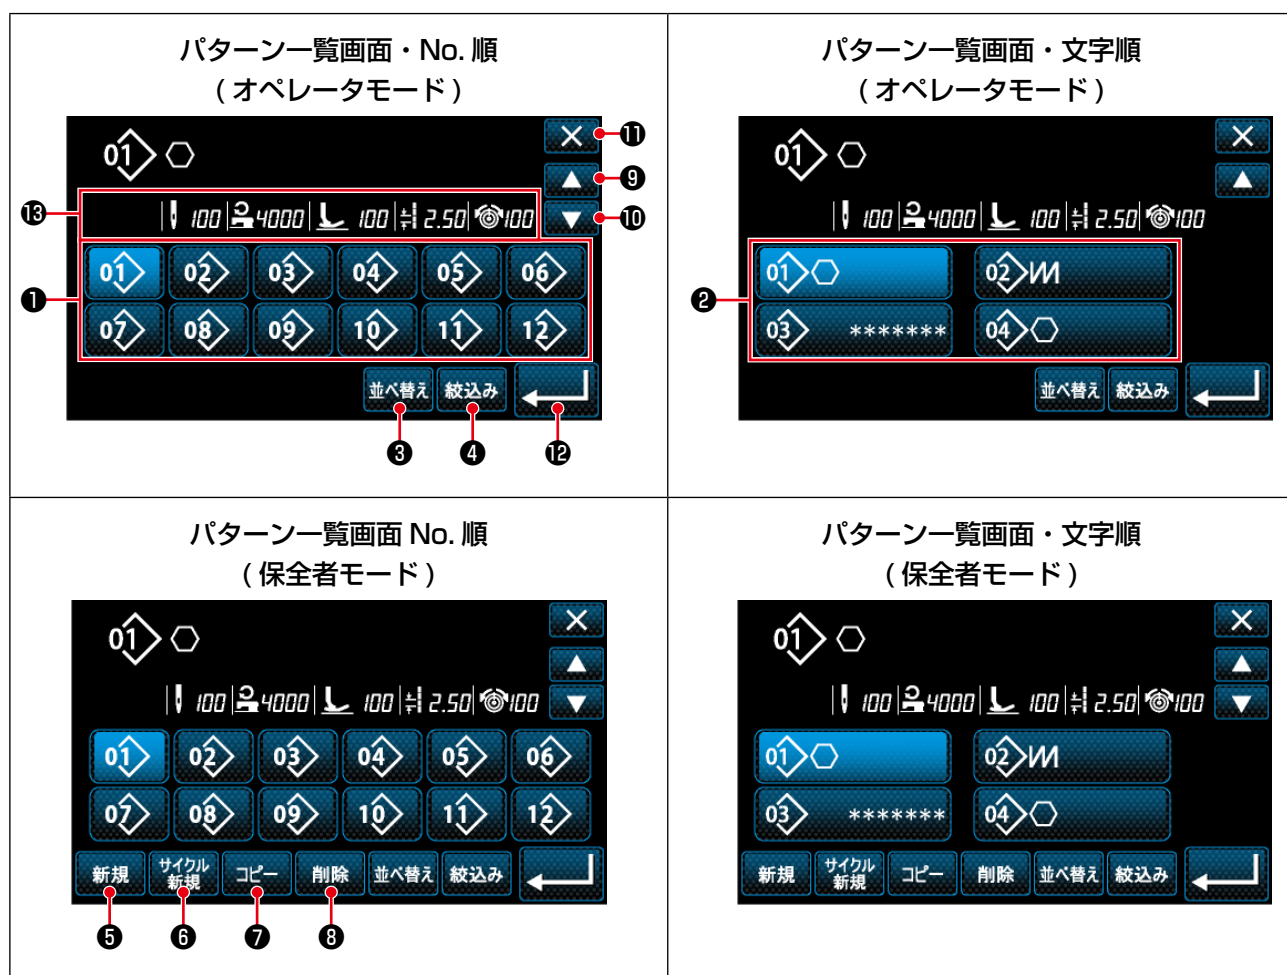 パターン一覧画面・No. 順
( オペレータモード )
01
⓫
❾
⓭ 100 4000 100 2.50 100 ❿
❶
01 02 03 04 05 06
07 08 09 10 11 12
並べ替え 絞込み
❸ ❹ ⓬
パターン一覧画面・文字順
( オペレータモード )
01
100 4000 100 2.50 100
❷
01 02
03 ******* 04
並べ替え 絞込み
パターン一覧画面 No. 順
( 保全者モード )
01
100 4000 100 2.50 100
01 02 03 04 05 06
07 08 09 10 11 12
新規 サイクル新規 コピー 削除 並べ替え 絞込み
❺ ❻ ❼ ❽
パターン一覧画面・文字順
( 保全者モード )
01
100 4000 100 2.50 100
01 02
03 ******* 04
新規 サイクル新規 コピー 削除 並べ替え 絞込み